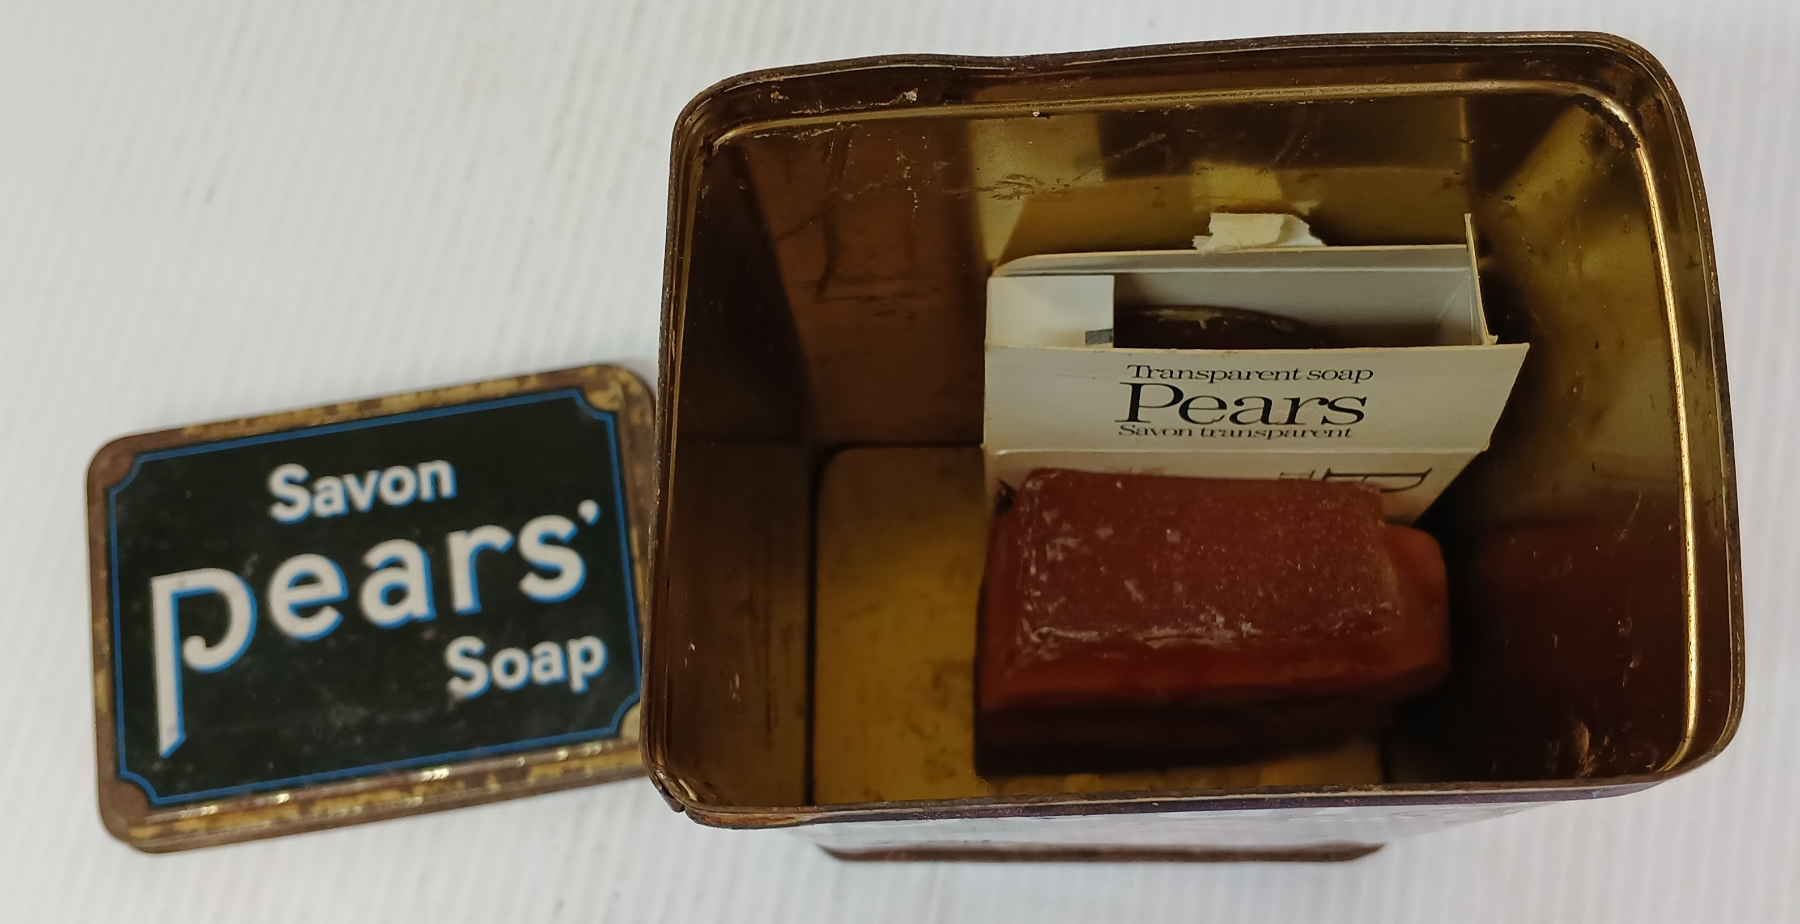 Savon
Pears'
Soap
Transparent soap
Pears
Savon transparent
P